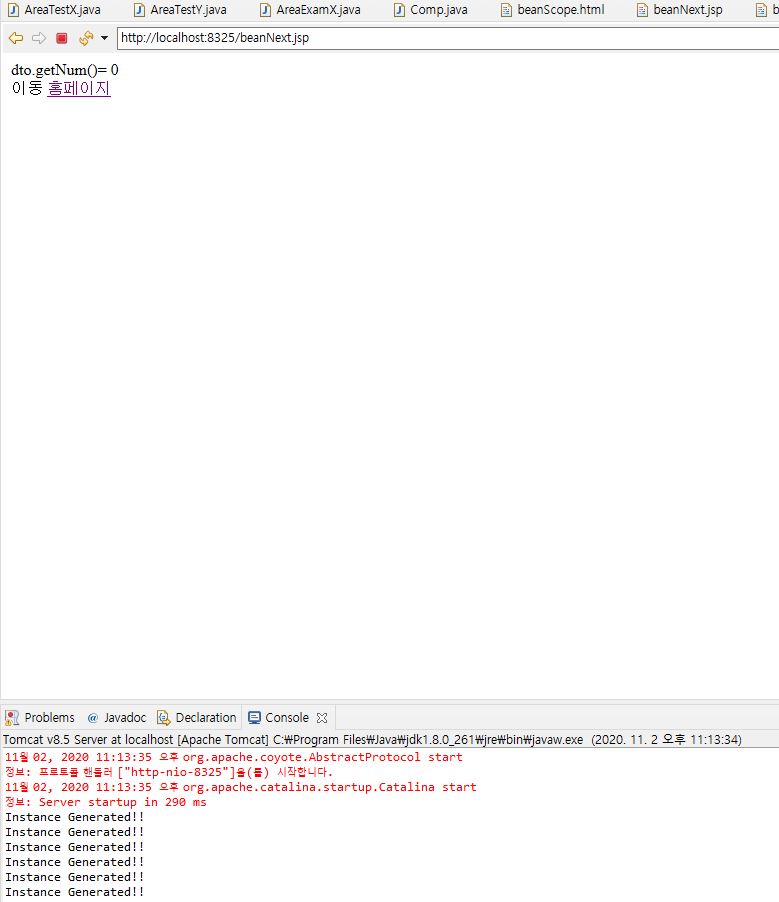 AreaTestX.java AreaTestY.java AreaExamX.java Comp.java beanScope.html beanNext.jsp b
http://localhost:8325/beanNext.jsp
dto.getNum()= 0
이동 홈페이지
Problems @ Javadoc Declaration Console
Tomcat v8.5 Server at localhost [Apache Tomcat] C:₩Program Files₩Java₩jdk1.8.0_261₩jre₩bin₩javaw.exe (2020. 11. 2 오후 11:13:34)
11월 02, 2020 11:13:35 오후 org.apache.coyote.AbstractProtocol start
정보: 프로토콜 핸들러 ["http-nio-8325"]을(를) 시작합니다.
11월 02, 2020 11:13:35 오후 org.apache.catalina.startup.Catalina start
정보: Server startup in 290 ms
Instance Generated!!
Instance Generated!!
Instance Generated!!
Instance Generated!!
Instance Generated!!
Instance Generated!!